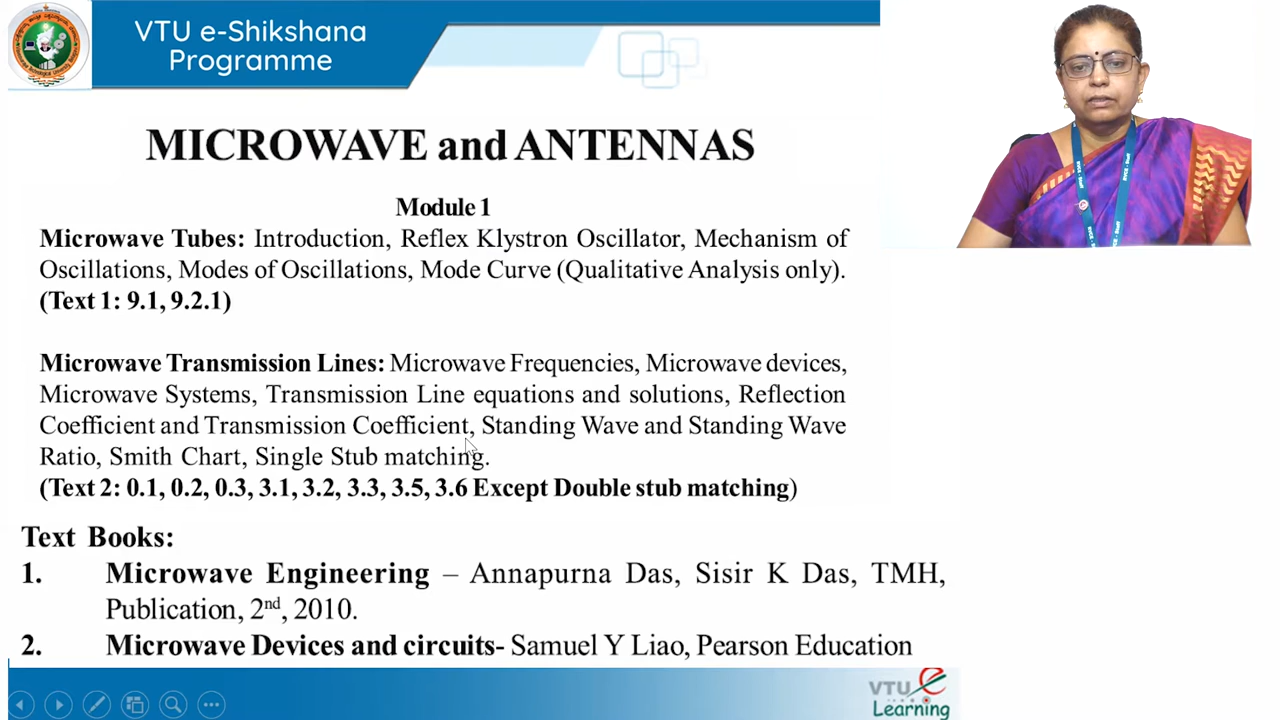 VTU e-Shikshana
Programme
MICROWAVE and ANTENNAS
Module 1
Microwave Tubes: Introduction, Reflex Klystron Oscillator, Mechanism of
Oscillations, Modes of Oscillations, Mode Curve (Qualitative Analysis only).
(Text 1: 9.1, 9.2.1)
Microwave Transmission Lines: Microwave Frequencies, Microwave devices,
Microwave Systems, Transmission Line equations and solutions, Reflection
Coefficient and Transmission Coefficient, Standing Wave and Standing Wave
Ratio, Smith Chart, Single Stub matching.
(Text 2: 0.1, 0.2, 0.3, 3.1, 3.2, 3.3, 3.5, 3.6 Except Double stub matching)
Text Books:
1. Microwave Engineering – Annapurna Das, Sisir K Das, TMH,
Publication, 2nd, 2010.
2. Microwave Devices and circuits- Samuel Y Liao, Pearson Education
VTU e
Learning